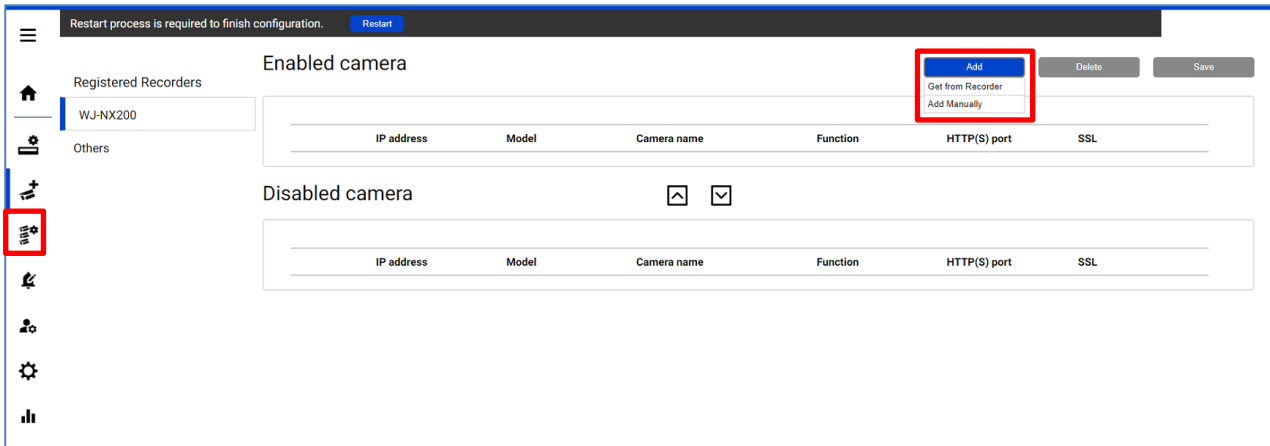 Restart process is required to finish configuration. Restart
Enabled camera
Add Delete Save
Get from Recorder
Add Manually
Registered Recorders
WJ-NX200
Others
IP address Model Camera name Function HTTP(S) port SSL
Disabled camera
IP address Model Camera name Function HTTP(S) port SSL